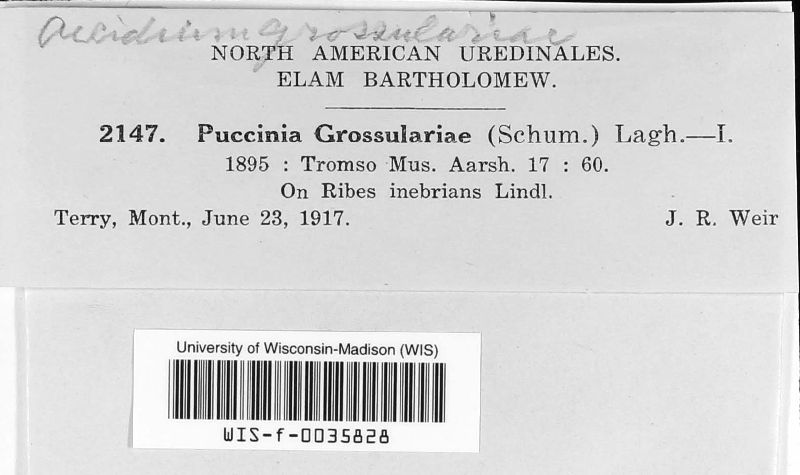 Aecidium Grossulariae
NORTH AMERICAN UREDINALES.
ELAM BARTHOLOMEW.
2147. Puccinia Grossulariae (Schum.) Lagh.—I.
1895 : Tromso Mus. Aarsh. 17 : 60.
On Ribes inebrians Lindl.
Terry, Mont., June 23, 1917. J. R. Weir
University of Wisconsin-Madison (WIS)
WIS-f-0035828